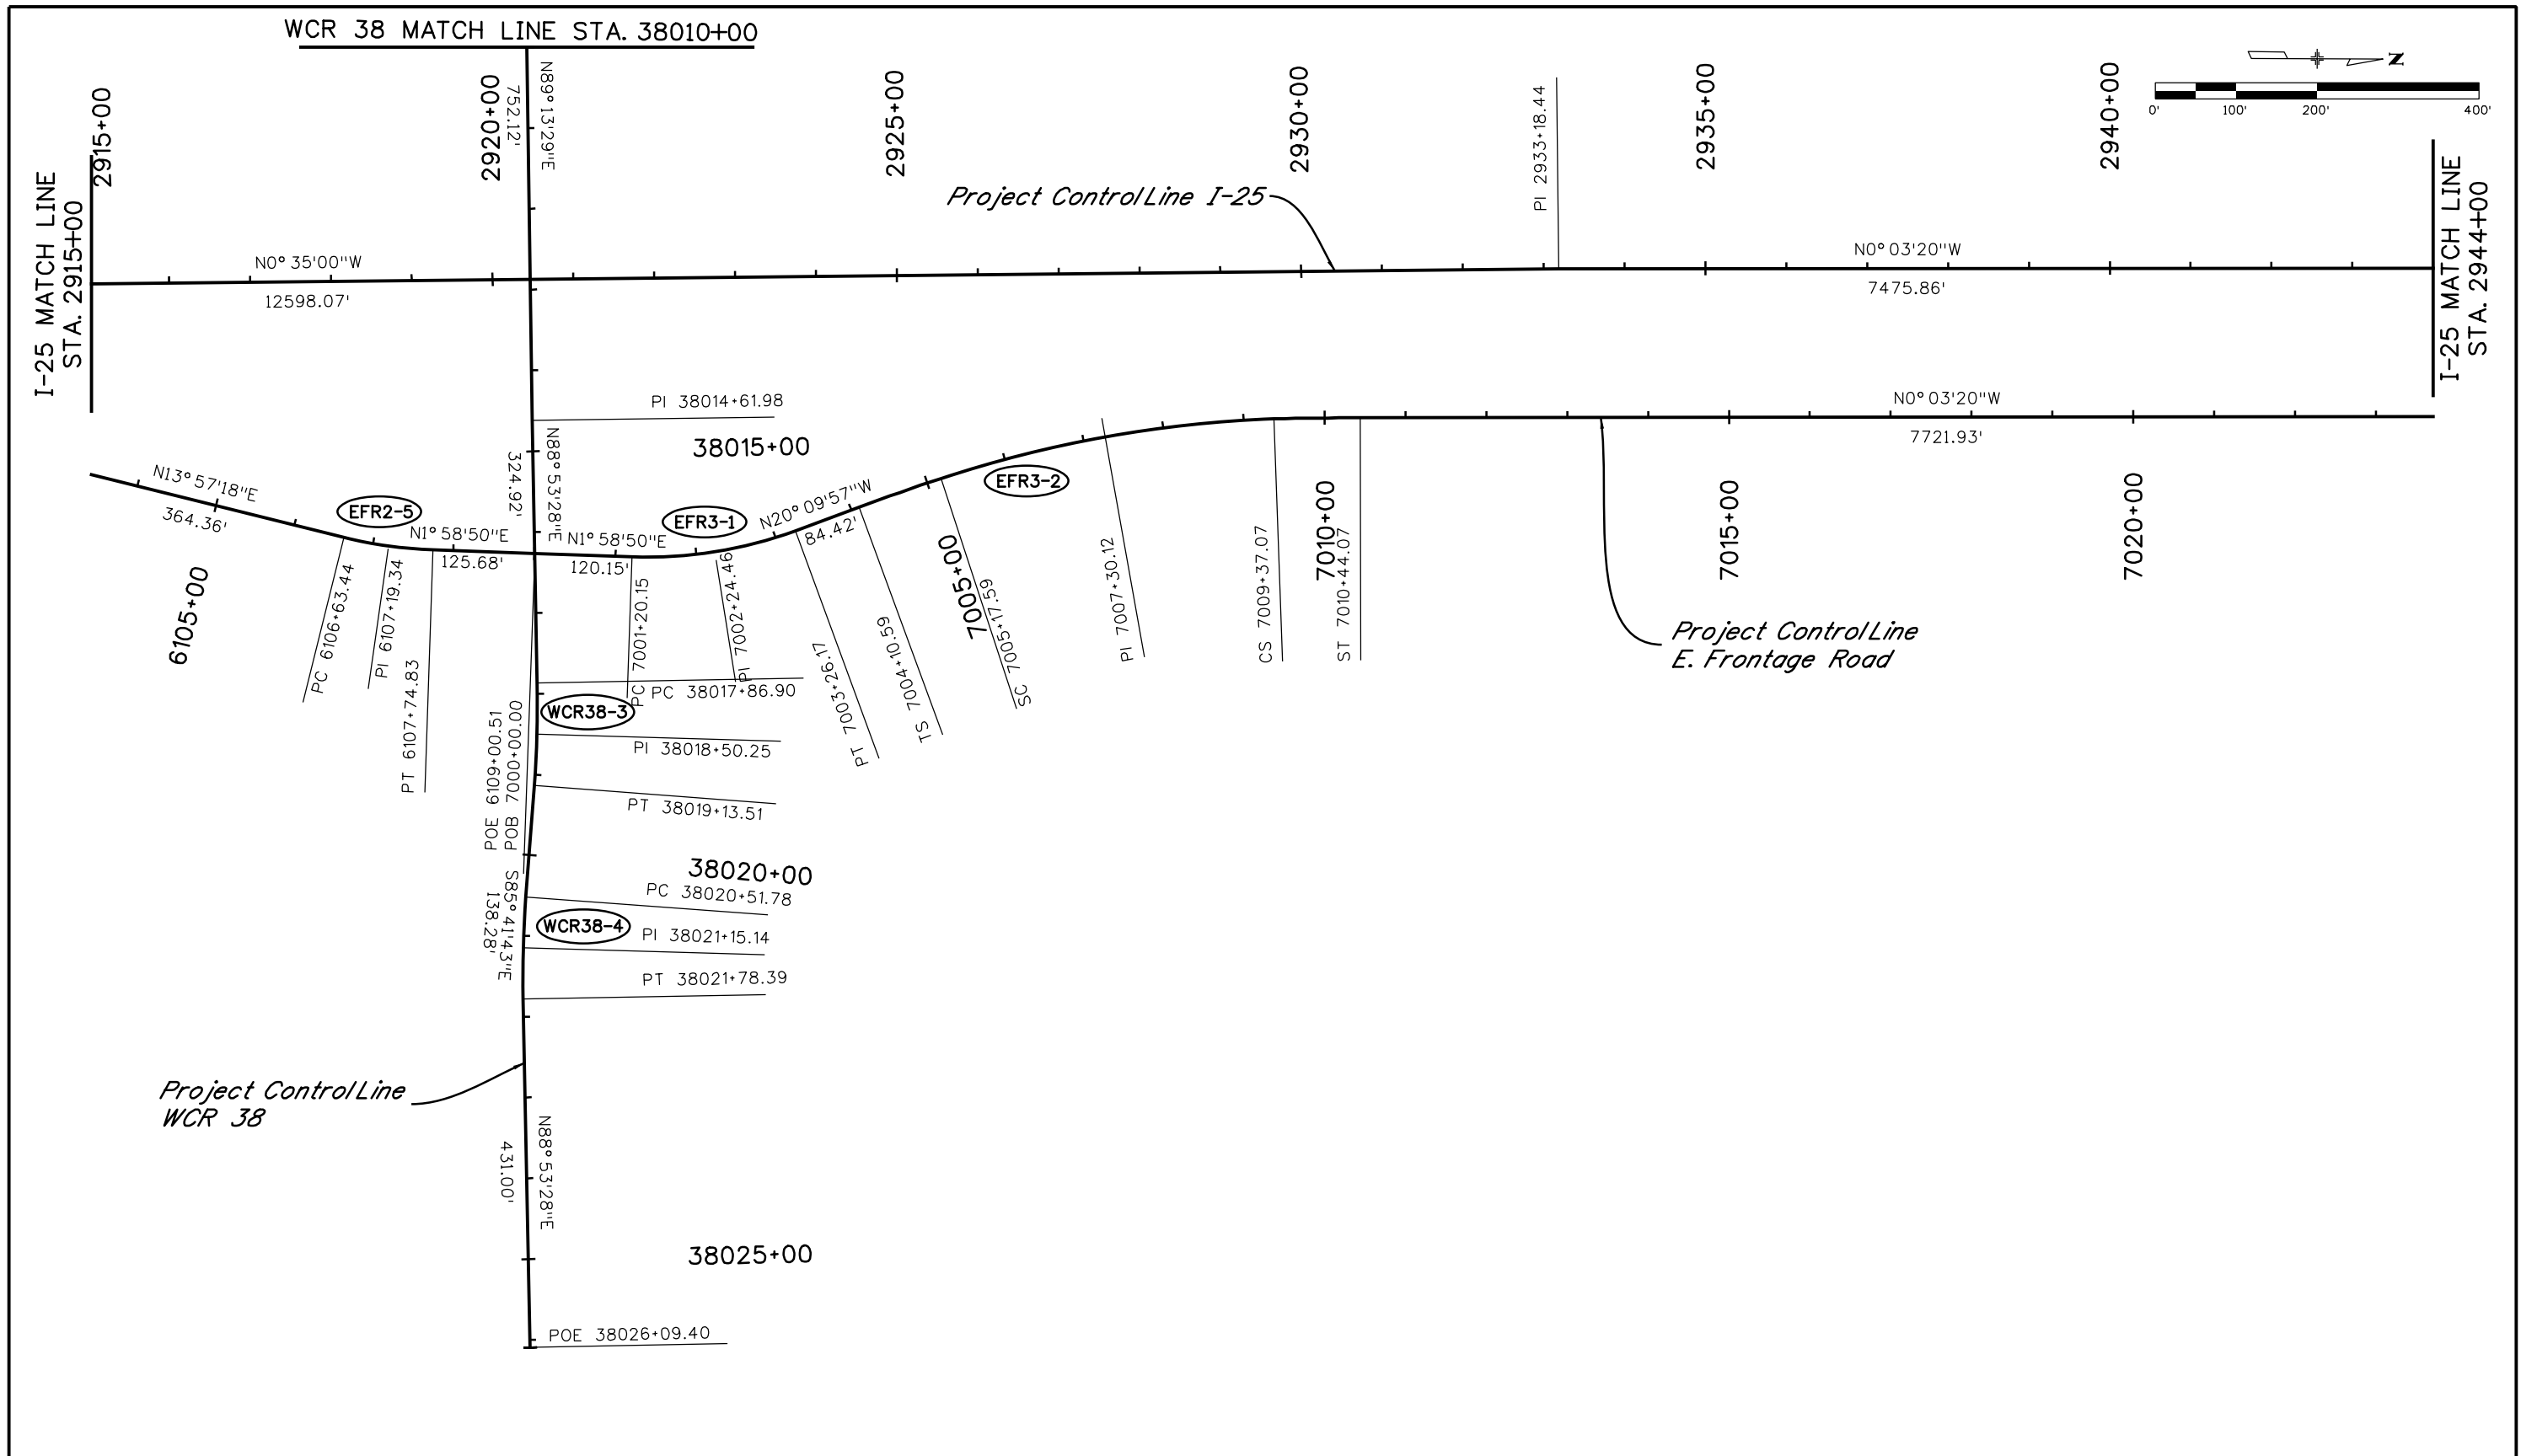 WCR 38 MATCH LINE STA. 38010+00
N89° 13'29"E
752.12'
2915+00
2920+00
2925+00
2930+00
PI 2933+18.44
2935+00
2940+00
N
0' 100' 200' 400'
I-25 MATCH LINE
STA. 2915+00
I-25 MATCH LINE
STA. 2944+00
Project Control Line I-25
N0° 35'00"W
12598.07'
N0° 03'20"W
7475.86'
PI 38014+61.98
38015+00
N88° 53'28"E
324.92'
N0° 03'20"W
7721.93'
N13° 57'18"E
364.36'
EFR2-5
N1° 58'50"E
125.68'
N1° 58'50"E
120.15'
EFR3-1
N20° 09'57"W
84.42'
EFR3-2
6105+00
PC 6106+63.44
PI 6107+19.34
PT 6107+74.83
PC 7001+20.15
PI 7002+24.46
PT 7003+26.17
TS 7004+10.59
7005+00
SC 7005+17.59
PI 7007+30.12
CS 7009+37.07
7010+00
ST 7010+44.07
7015+00
7020+00
Project Control Line
E. Frontage Road
PC 38017+86.90
WCR38-3
PI 38018+50.25
PT 38019+13.51
POE 6109+00.51
POB 7000+00.00
38020+00
S85° 41'43"E
138.28'
PC 38020+51.78
WCR38-4
PI 38021+15.14
PT 38021+78.39
Project Control Line
WCR 38
N88° 53'28"E
431.00'
38025+00
POE 38026+09.40